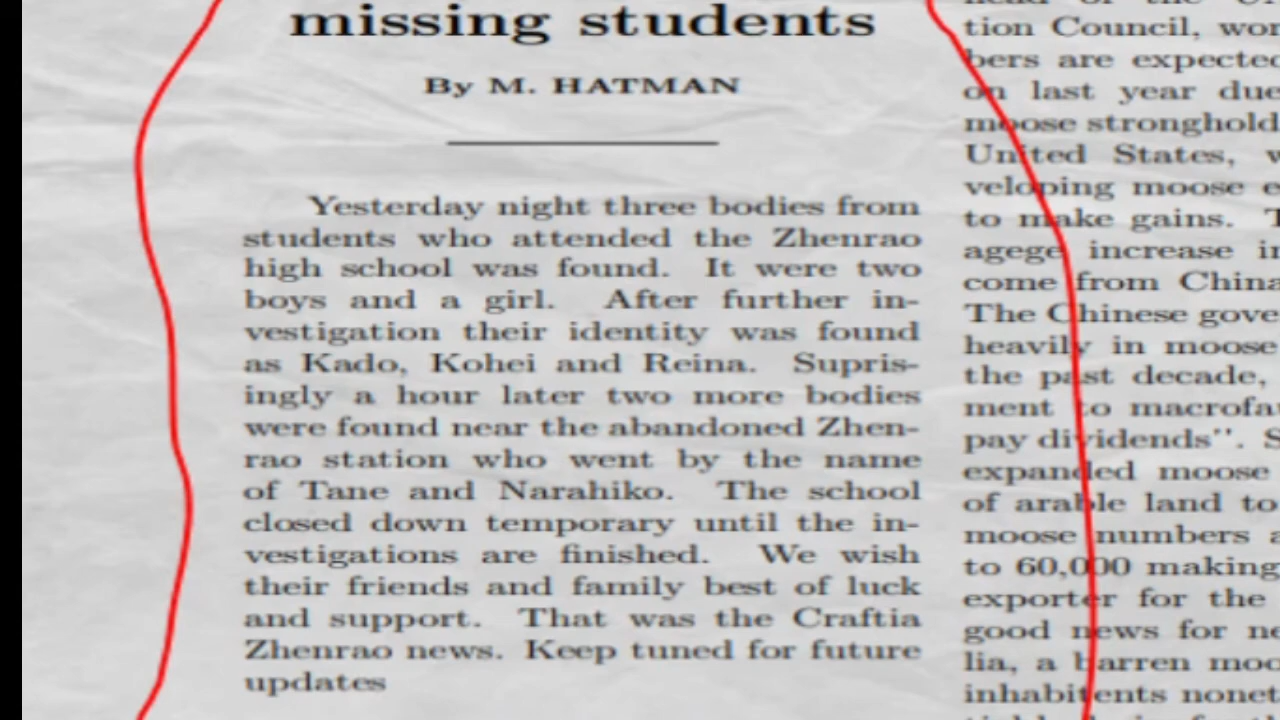 missing students
By M. HATMAN
Yesterday night three bodies from
students who attended the Zhenrao
high school was found. It were two
boys and a girl. After further in-
vestigation their identity was found
as Kado, Kohei and Reina. Supris-
ingly a hour later two more bodies
were found near the abandoned Zhen-
rao station who went by the name
of Tane and Narahiko. The school
closed down temporary until the in-
vestigations are finished. We wish
their friends and family best of luck
and support. That was the Craftia
Zhenrao news. Keep tuned for future
updates
head of the
tion Council,
bers are expected
on last year due
moose stronghold
United States,
veloping moose
to make gains.
agege increase
come from China
The Chinese
heavily in moose
the past decade,
ment to
pay dividends".
expanded moose
of arable land to
moose numbers
to 60,000 making
exporter for the
good news for
lia, a barren
inhabitents